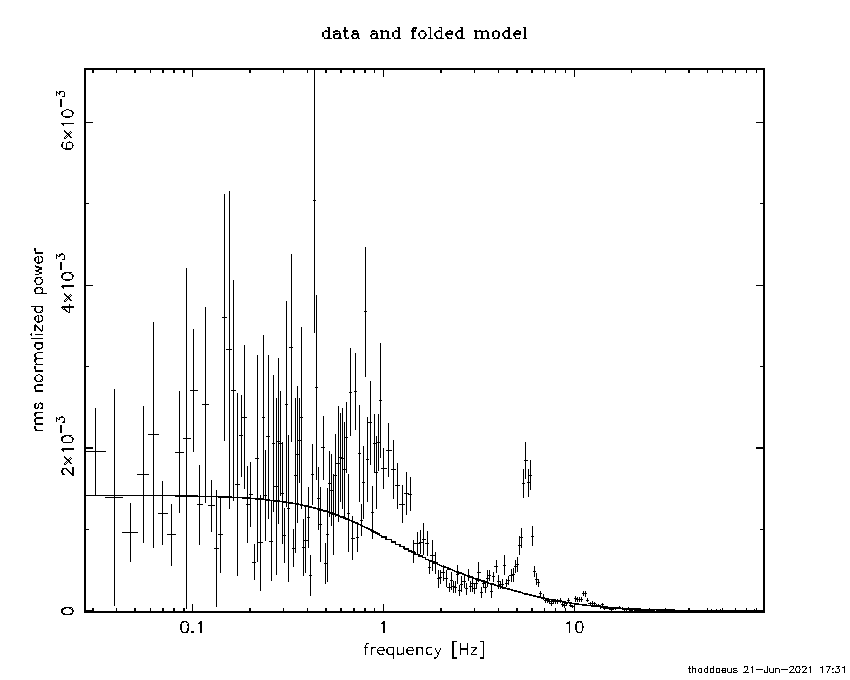 data and folded model
rms normalized power
6×10⁻³
4×10⁻³
2×10⁻³
0
0.1 1 10
frequency [Hz]
thaddaeus 21-Jun-2021 17:31